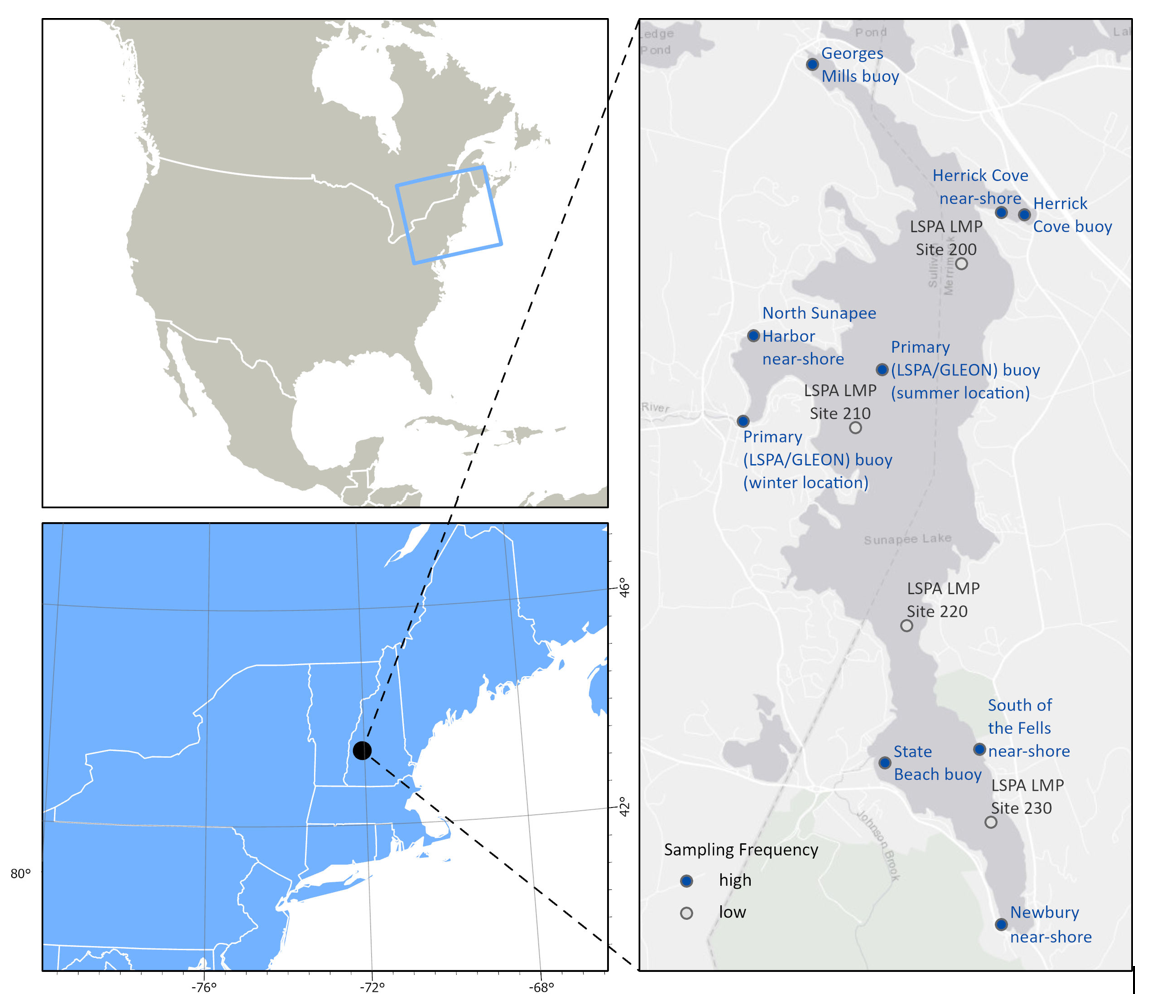 46°
42°
80°
-76°
-72°
-68°
Pond
Pond
Georges
Mills buoy
Herrick Cove
near-shore
Herrick
Cove buoy
LSPA LMP
Site 200
North Sunapee
Harbor
near-shore
Primary
(LSPA/GLEON) buoy
(summer location)
LSPA LMP
Site 210
River
Primary
(LSPA/GLEON) buoy
(winter location)
Sunapee Lake
LSPA LMP
Site 220
South of
the Fells
near-shore
State
Beach buoy
LSPA LMP
Site 230
Johnson Brook
Sampling Frequency
high
low
Newbury
near-shore